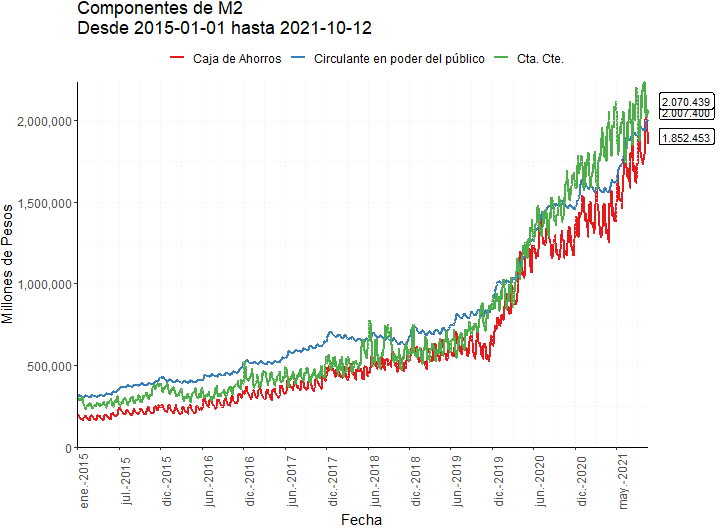 Componentes de M2
Desde 2015-01-01 hasta 2021-10-12
Caja de Ahorros Circulante en poder del público Cta. Cte.
Millones de Pesos
2,000,000
1,500,000
1,000,000
500,000
0
2.070.439
2.007.400
1.852.453
ene.-2015 jul.-2015 dic.-2015 jun.-2016 dic.-2016 jun.-2017 dic.-2017 jun.-2018 dic.-2018 jun.-2019 dic.-2019 jun.-2020 dic.-2020 may.-2021
Fecha